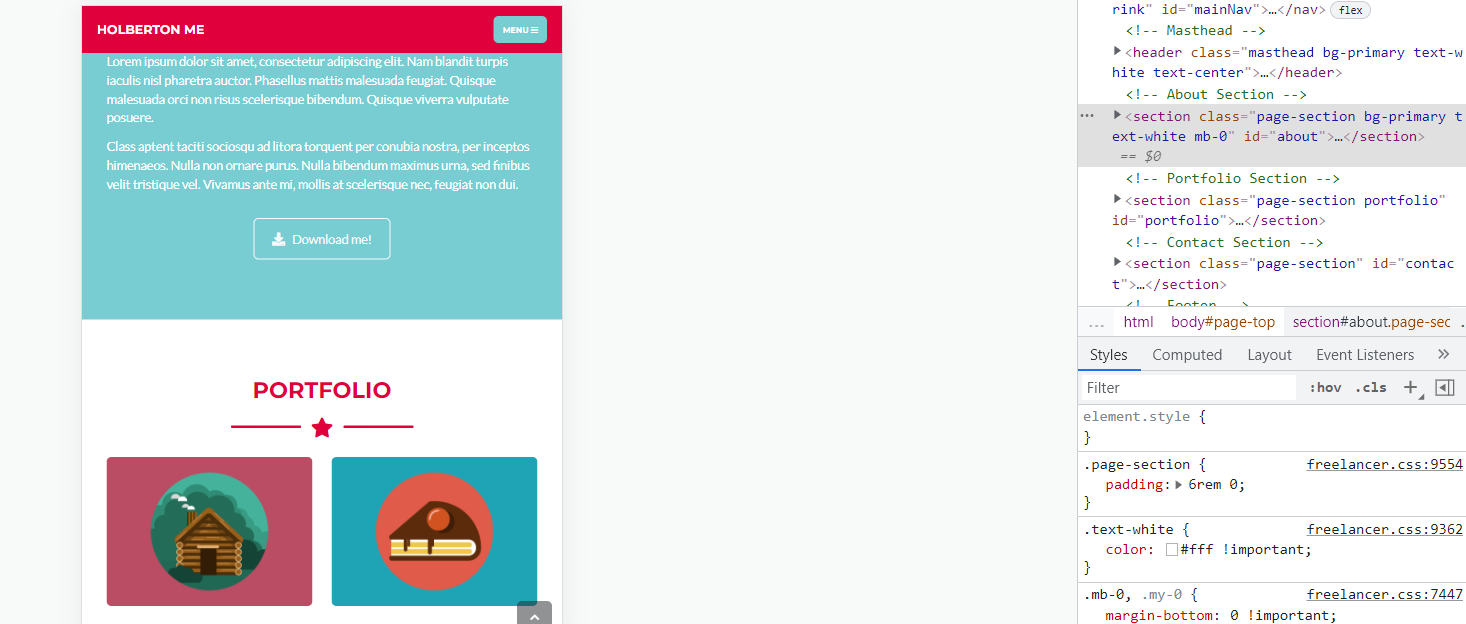 HOLBERTON ME
MENU
Lorem ipsum dolor sit amet, consectetur adipiscing elit. Nam blandit turpis
iaculis nisl pharetra auctor. Phasellus mattis malesuada feugiat. Quisque
malesuada orci non risus scelerisque bibendum. Quisque viverra vulputate
posuere.
Class aptent taciti sociosqu ad litora torquent per conubia nostra, per inceptos
himenaeos. Nulla non ornare purus. Nulla bibendum maximus urna, sed finibus
velit tristique vel. Vivamus ante mi, mollis at scelerisque nec, feugiat non dui.
Download me!
PORTFOLIO
rink" id="mainNav">…</nav> flex
<!-- Masthead -->
<header class="masthead bg-primary text-w
hite text-center">…</header>
<!-- About Section -->
<section class="page-section bg-primary t
ext-white mb-0" id="about">…</section>
== $0
<!-- Portfolio Section -->
<section class="page-section portfolio"
id="portfolio">…</section>
<!-- Contact Section -->
<section class="page-section" id="contac
t">…</section>
<!-- Footer -->
... html body#page-top section#about.page-sec .
Styles Computed Layout Event Listeners »
Filter :hov .cls +
element.style {
}
.page-section { freelancer.css:9554
padding: 6rem 0;
}
.text-white { freelancer.css:9362
color: #fff !important;
}
.mb-0, .my-0 { freelancer.css:7447
margin-bottom: 0 !important;